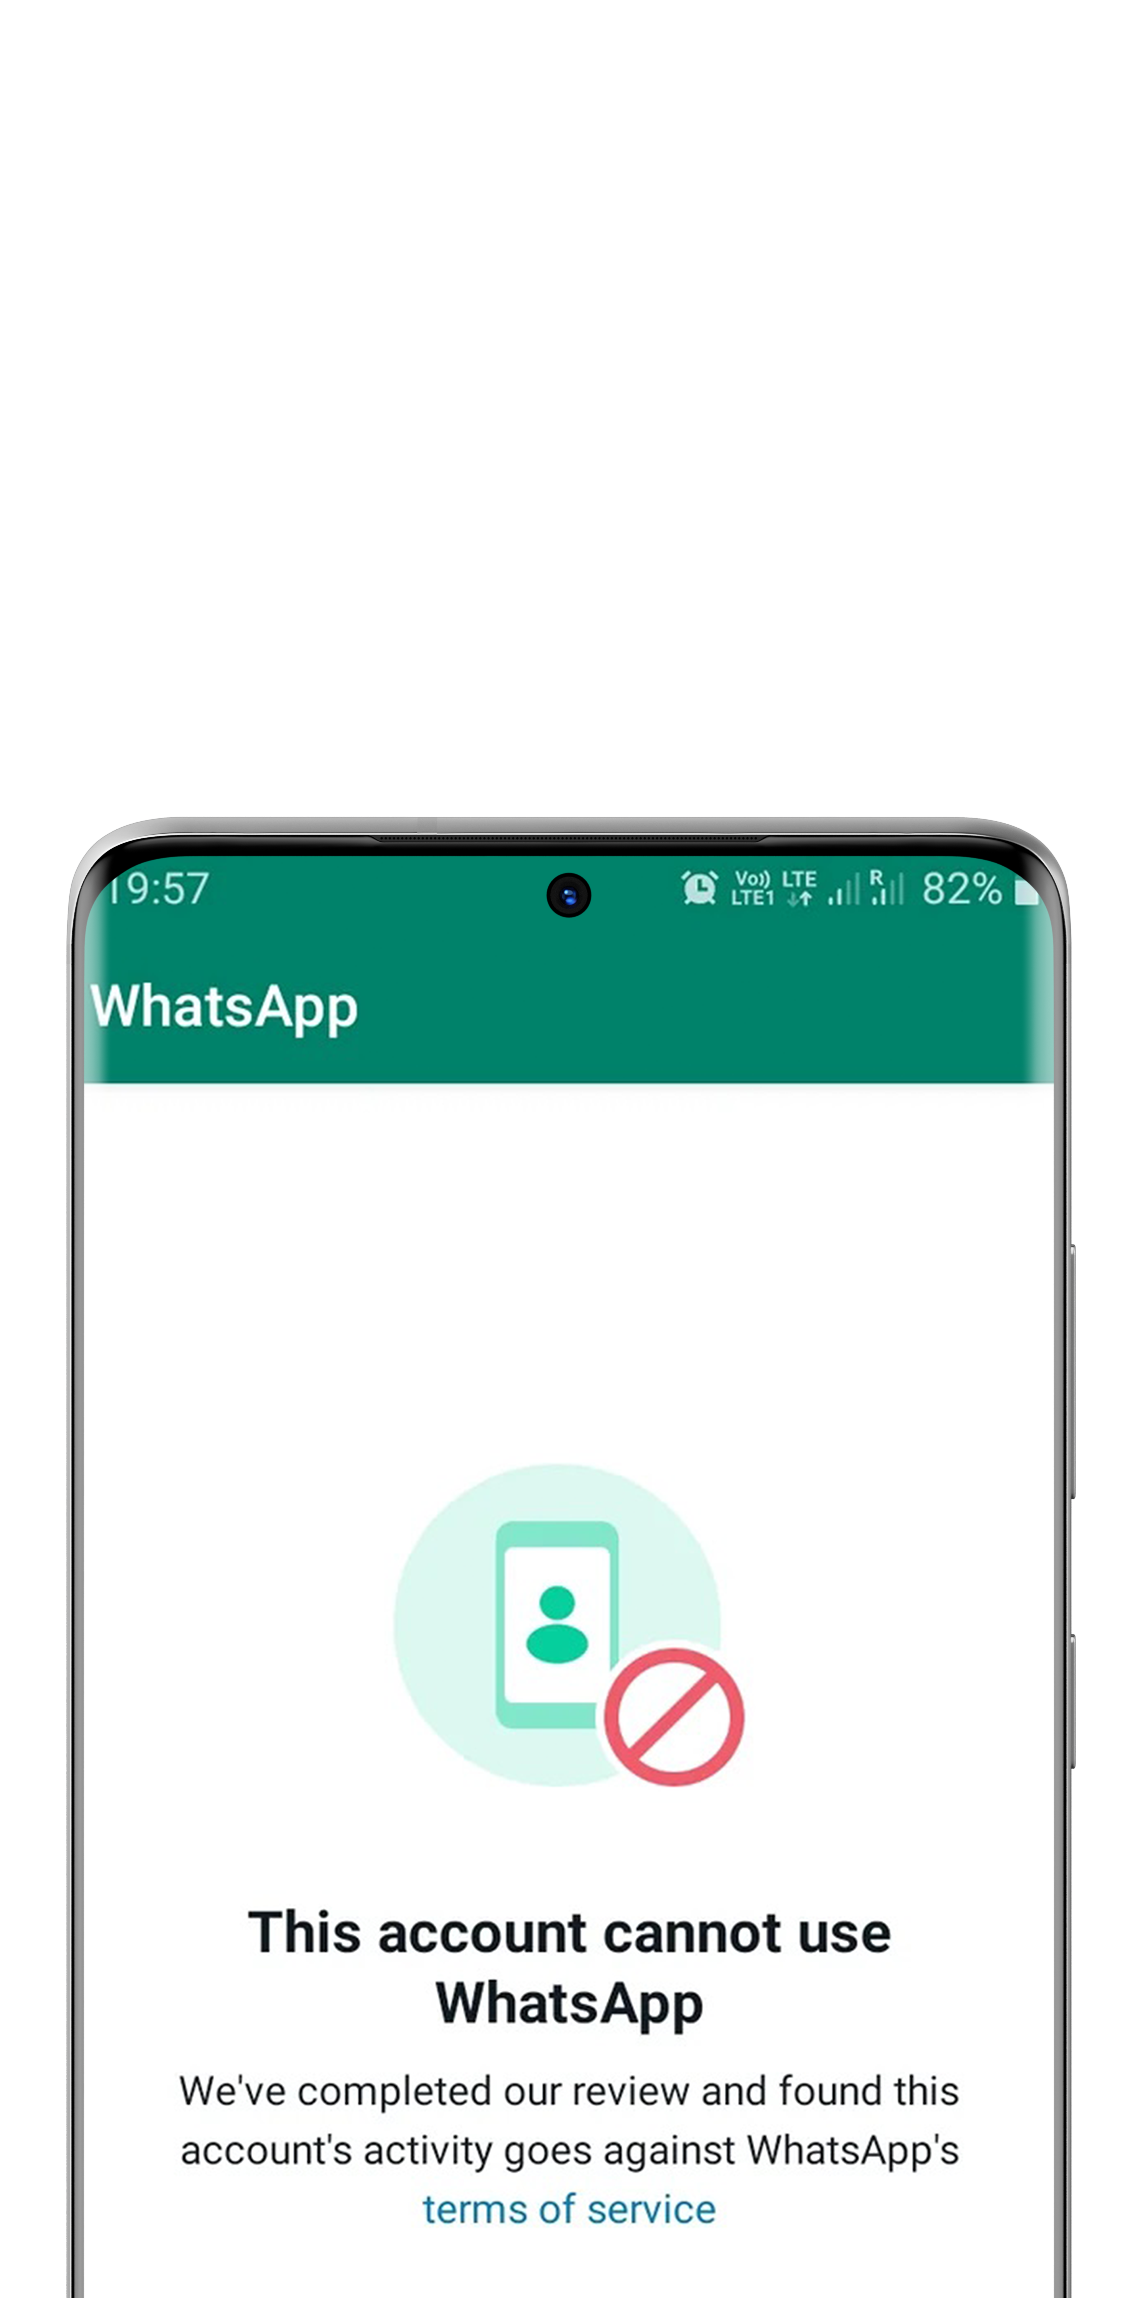 19:57 Vo)) LTE R 82%
LTE1
WhatsApp
This account cannot use
WhatsApp
We've completed our review and found this
account's activity goes against WhatsApp's
terms of service